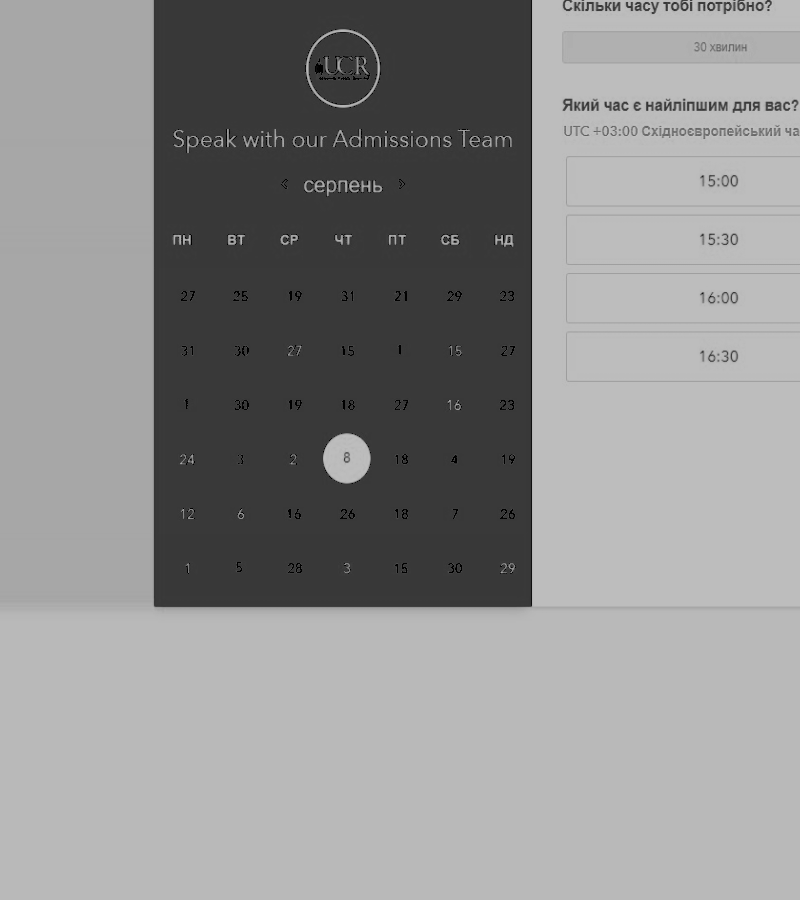 UCR
Speak with our Admissions Team
серпень
ПН ВТ СР ЧТ ПТ СБ НД
27 25 19 31 21 29 23
31 30 27 15 1 15 27
1 30 19 18 27 16 23
24 3 2 8 18 4 19
12 6 16 26 18 7 26
1 5 28 3 15 30 29
Скільки часу тобі потрібно?
30 хвилин
Який час є найліпшим для вас?
UTC +03:00 Східноєвропейський ча
15:00
15:30
16:00
16:30